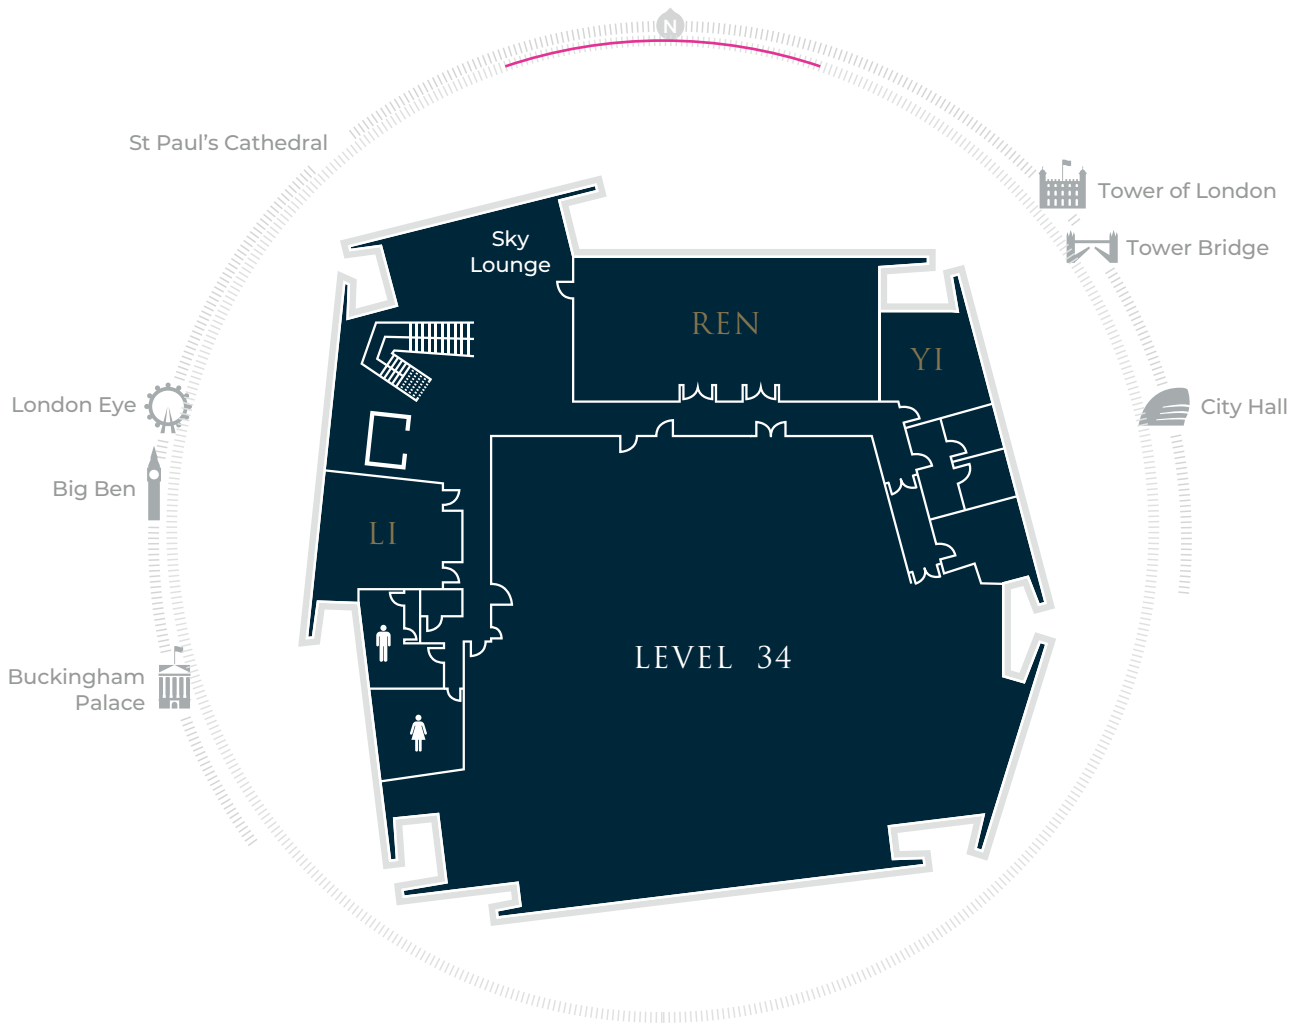 N
St Paul's Cathedral
Tower of London
Tower Bridge
Sky
Lounge
REN
YI
London Eye
City Hall
Big Ben
LI
LEVEL 34
Buckingham
Palace